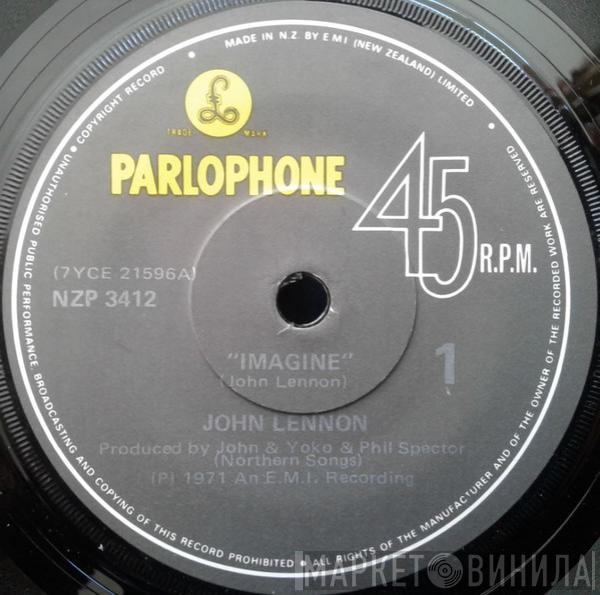 UNAUTHORISED PUBLIC PERFORMANCE, BROADCASTING AND COPYING OF THIS RECORD PROHIBITED • ALL RIGHTS OF THE MANUFACTURER AND OF THE OWNER OF THE RECORDED WORK ARE RESERVED
• COPYRIGHT RECORD •
MADE IN N.Z. BY EMI (NEW ZEALAND) LIMITED
£
TRADE MARK
PARLOPHONE
45 R.P.M.
(7YCE 21596A)
NZP 3412
"IMAGINE"
1
(John Lennon)
JOHN LENNON
Produced by John & Yoko & Phil Spector
(Northern Songs)
(P) 1971 An E.M.I. Recording
МАРКЕТ ВИНИЛА